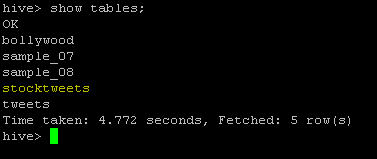 hive> show tables;
OK
bollywood
sample_07
sample_08
stocktweets
tweets
Time taken: 4.772 seconds, Fetched: 5 row(s)
hive>